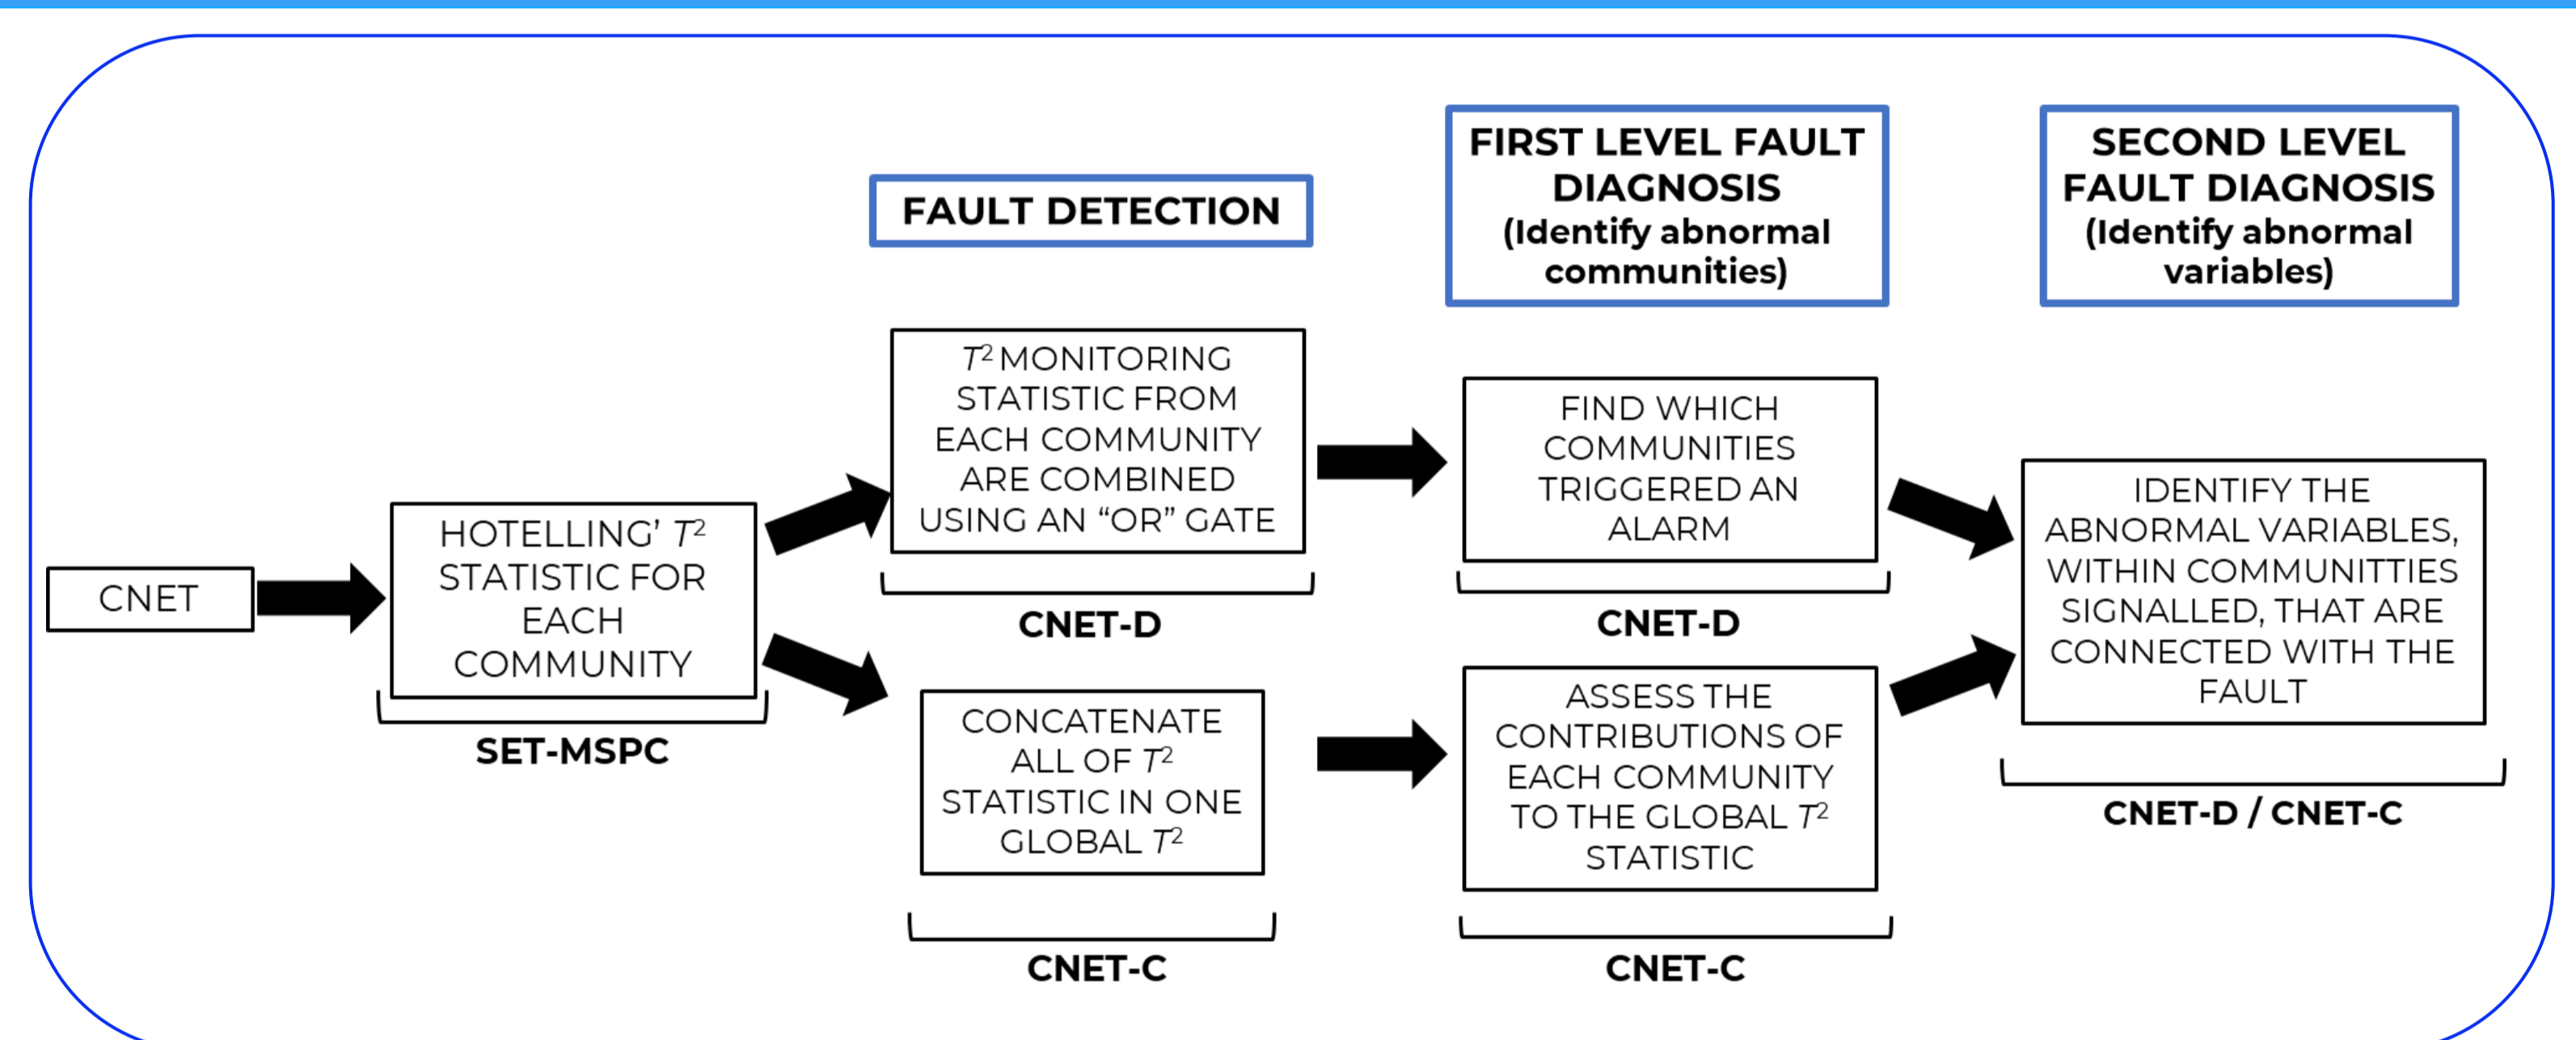 FAULT DETECTION
FIRST LEVEL FAULT
DIAGNOSIS
(Identify abnormal
communities)
SECOND LEVEL
FAULT DIAGNOSIS
(Identify abnormal
variables)
CNET
HOTELLING’ T²
STATISTIC FOR
EACH
COMMUNITY
SET-MSPC
T² MONITORING
STATISTIC FROM
EACH COMMUNITY
ARE COMBINED
USING AN “OR” GATE
CNET-D
CONCATENATE
ALL OF T²
STATISTIC IN ONE
GLOBAL T²
CNET-C
FIND WHICH
COMMUNITIES
TRIGGERED AN
ALARM
CNET-D
ASSESS THE
CONTRIBUTIONS OF
EACH COMMUNITY
TO THE GLOBAL T²
STATISTIC
CNET-C
IDENTIFY THE
ABNORMAL VARIABLES,
WITHIN COMMUNITTIES
SIGNALLED, THAT ARE
CONNECTED WITH THE
FAULT
CNET-D / CNET-C